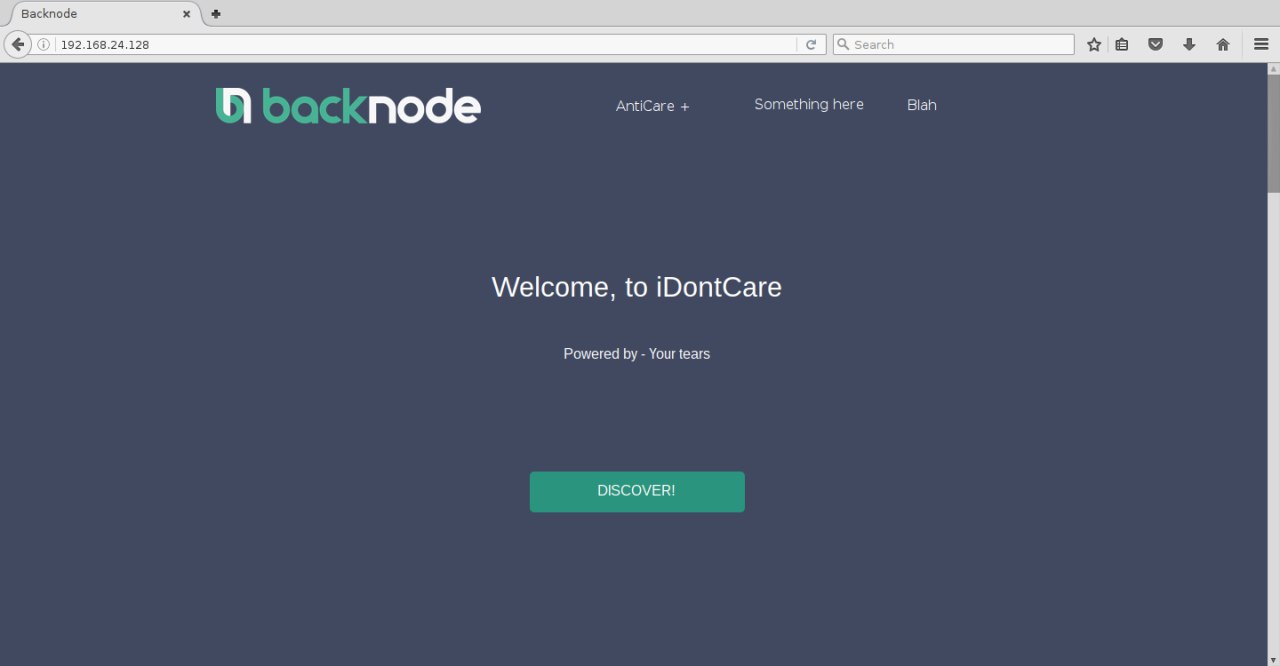 Backnode
192.168.24.128
Search
backnode
AntiCare +
Something here
Blah
Welcome, to iDontCare
Powered by - Your tears
DISCOVER!